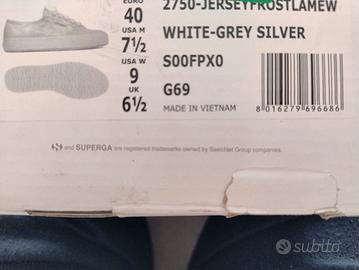 EURO
2750-JERSEYFROSTLAMEW
40
USA M
7½
WHITE-GREY SILVER
USA W
9
S00FPX0
UK
6½
G69
MADE IN VIETNAM
8 016279 696686
and SUPERGA are registered trademarks owned by BasicNet Group companies.
subito